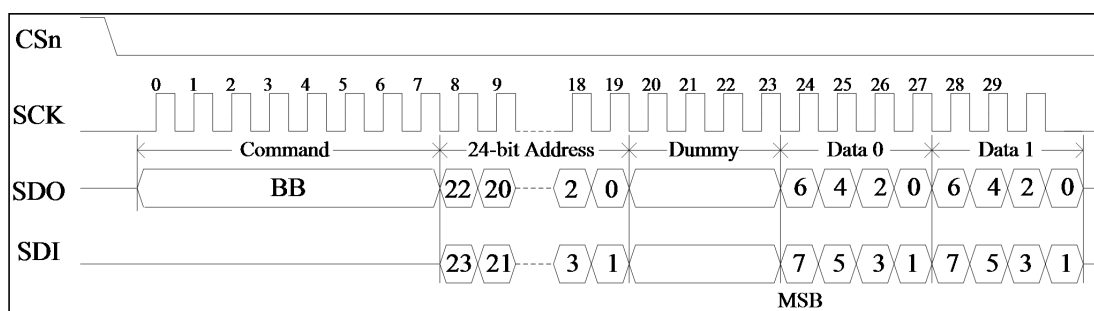 CSn
0 1 2 3 4 5 6 7 8 9 18 19 20 21 22 23 24 25 26 27 28 29
SCK
Command 24-bit Address Dummy Data 0 Data 1
SDO BB 22 20 2 0 6 4 2 0 6 4 2 0
SDI 23 21 3 1 7 5 3 1 7 5 3 1
MSB